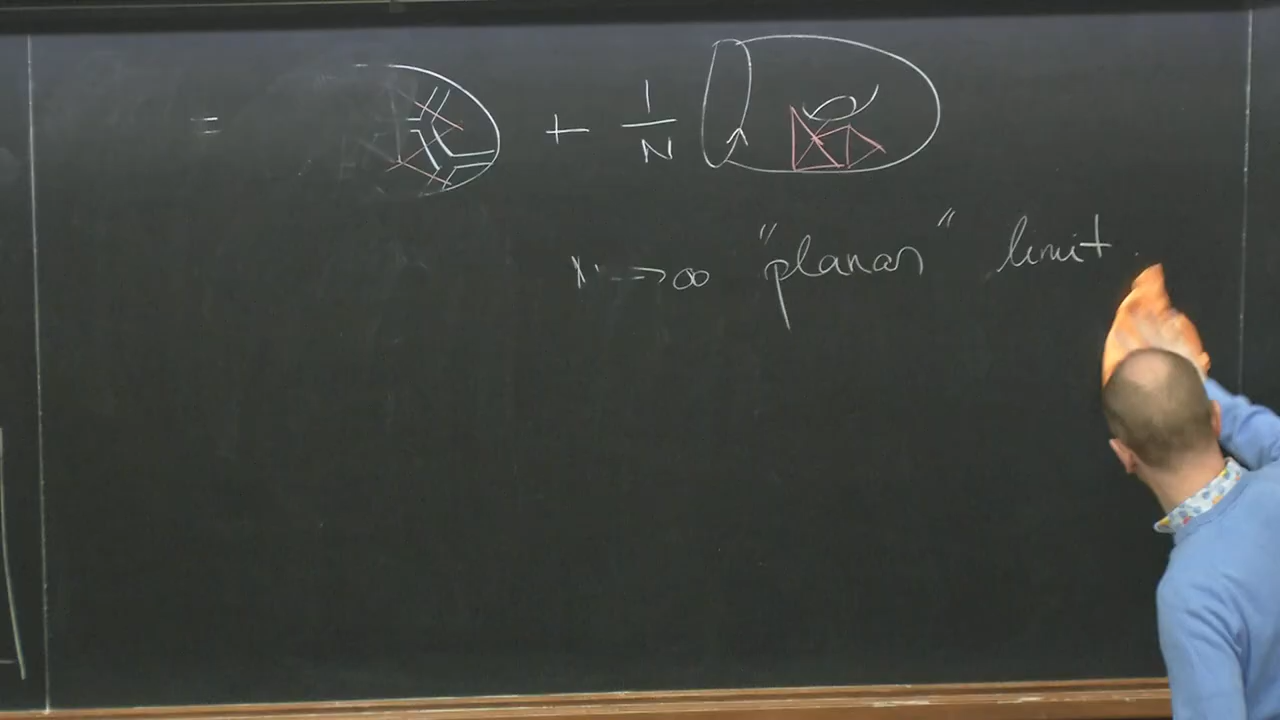 = + 1/N
→ ∞ "planar" limit.